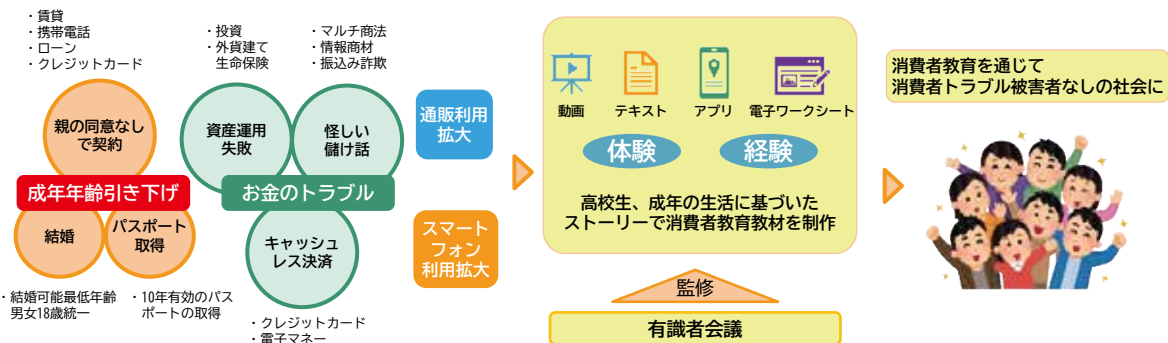 ・賃貸
・携帯電話
・ローン
・クレジットカード
親の同意なし
で契約
成年年齢引き下げ
結婚
パスポート
取得
・結婚可能最低年齢
男女18歳統一
・10年有効のパス
ポートの取得
・投資
・外貨建て
生命保険
・マルチ商法
・情報商材
・振込み詐欺
資産運用
失敗
怪しい
儲け話
お金のトラブル
キャッシュ
レス決済
・クレジットカード
・電子マネー
通販利用
拡大
スマート
フォン
利用拡大
動画
テキスト
アプリ
電子ワークシート
体験
経験
高校生、成年の生活に基づいた
ストーリーで消費者教育教材を制作
監修
有識者会議
消費者教育を通じて
消費者トラブル被害者なしの社会に